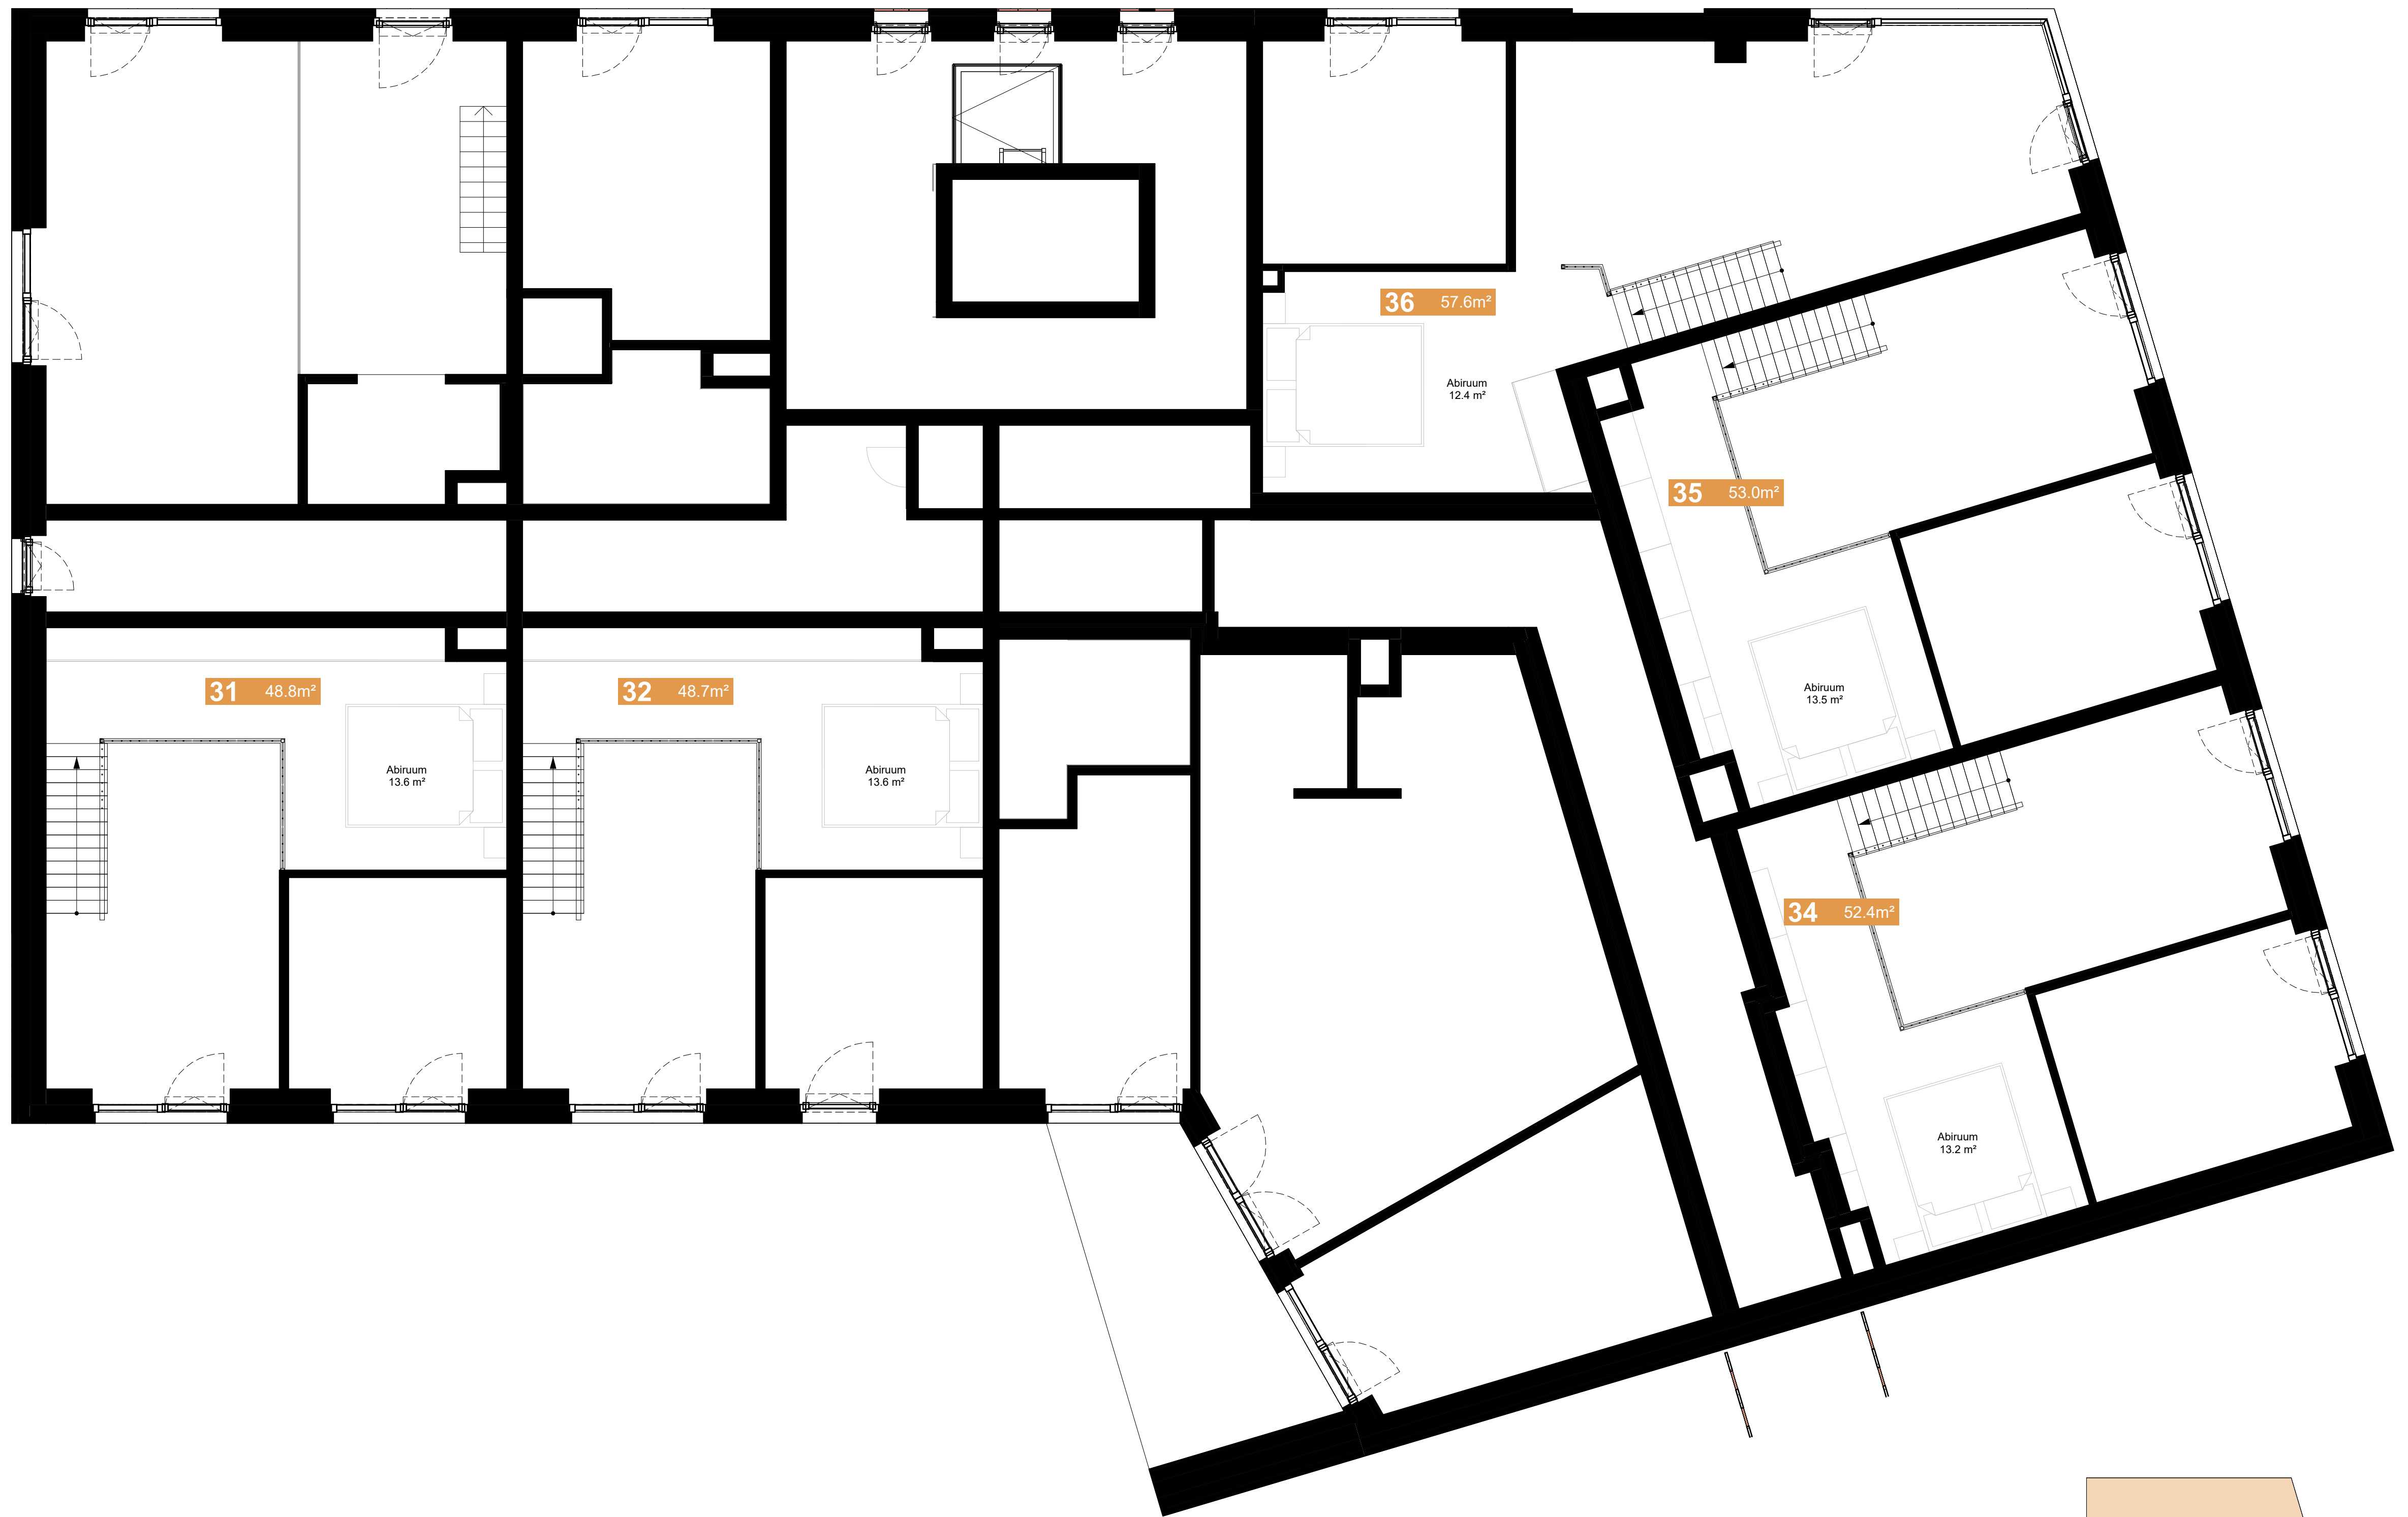 36 57.6m²
Abiruum
12.4 m²
35 53.0m²
31 48.8m²
32 48.7m²
Abiruum
13.5 m²
Abiruum
13.6 m²
Abiruum
13.6 m²
34 52.4m²
Abiruum
13.2 m²